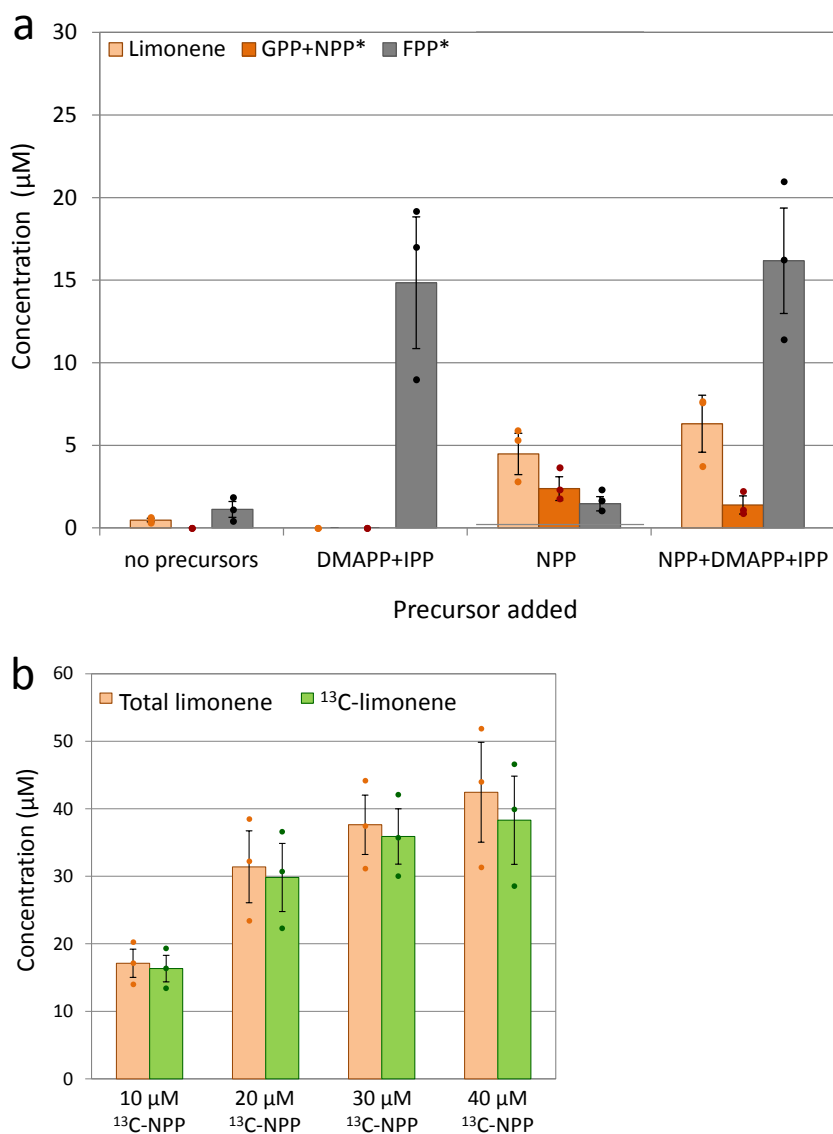 a
Limonene GPP+NPP* FPP*
30
25
20
15
10
5
0
Concentration (µM)
no precursors DMAPP+IPP NPP NPP+DMAPP+IPP
Precursor added
b
Total limonene ¹³C-limonene
60
50
40
30
20
10
0
Concentration (µM)
10 µM 20 µM 30 µM 40 µM
¹³C-NPP ¹³C-NPP ¹³C-NPP ¹³C-NPP